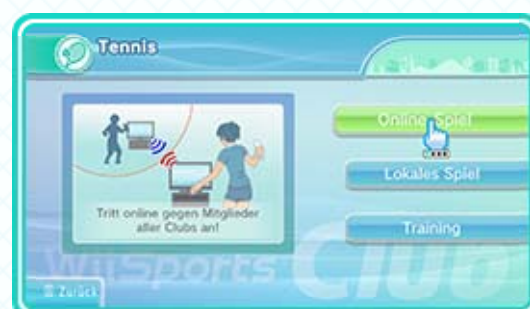 Tennis
Online-Spiel
Lokales Spiel
Training
Tritt online gegen Mitglieder
aller Clubs an!
Wii Sports Club
Zurück